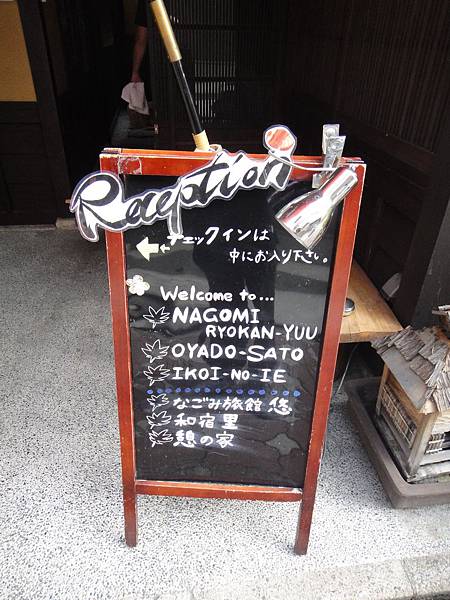 Reception
チェックインは
中にお入り下さい。
Welcome to...
NAGOMI
RYOKAN-YUU
OYADO-SATO
IKOI-NO-IE
なごみ旅館 悠
和宿 里
憩の家